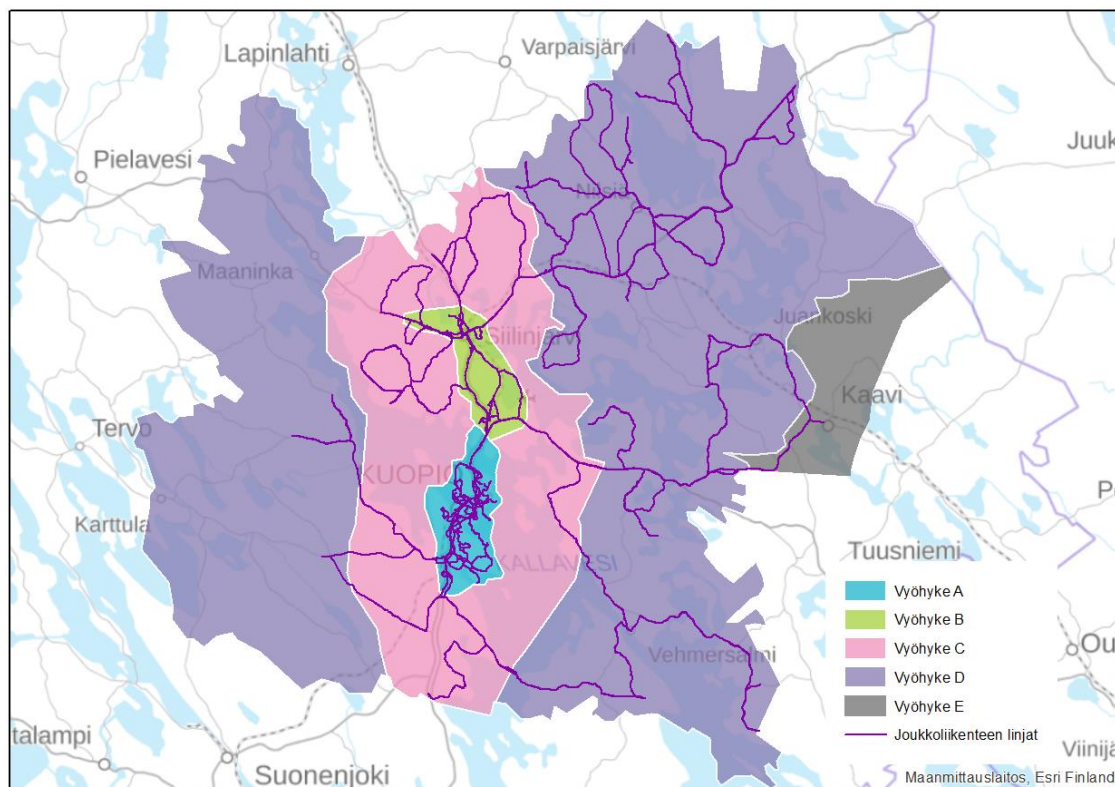 Lapinlahti
Varpaisjärvi
Pielavesi
Juuk
Nilsiä
Maaninka
Siilinjärvi
Juankoski
Kaavi
Tervo
KUOPIO
Karttula
KALLAVESI
Tuusniemi
Vehmersalmi
Ou
talampi
Suonenjoki
Viinijä
Vyöhyke A
Vyöhyke B
Vyöhyke C
Vyöhyke D
Vyöhyke E
Joukkoliikenteen linjat
Maanmittauslaitos, Esri Finland